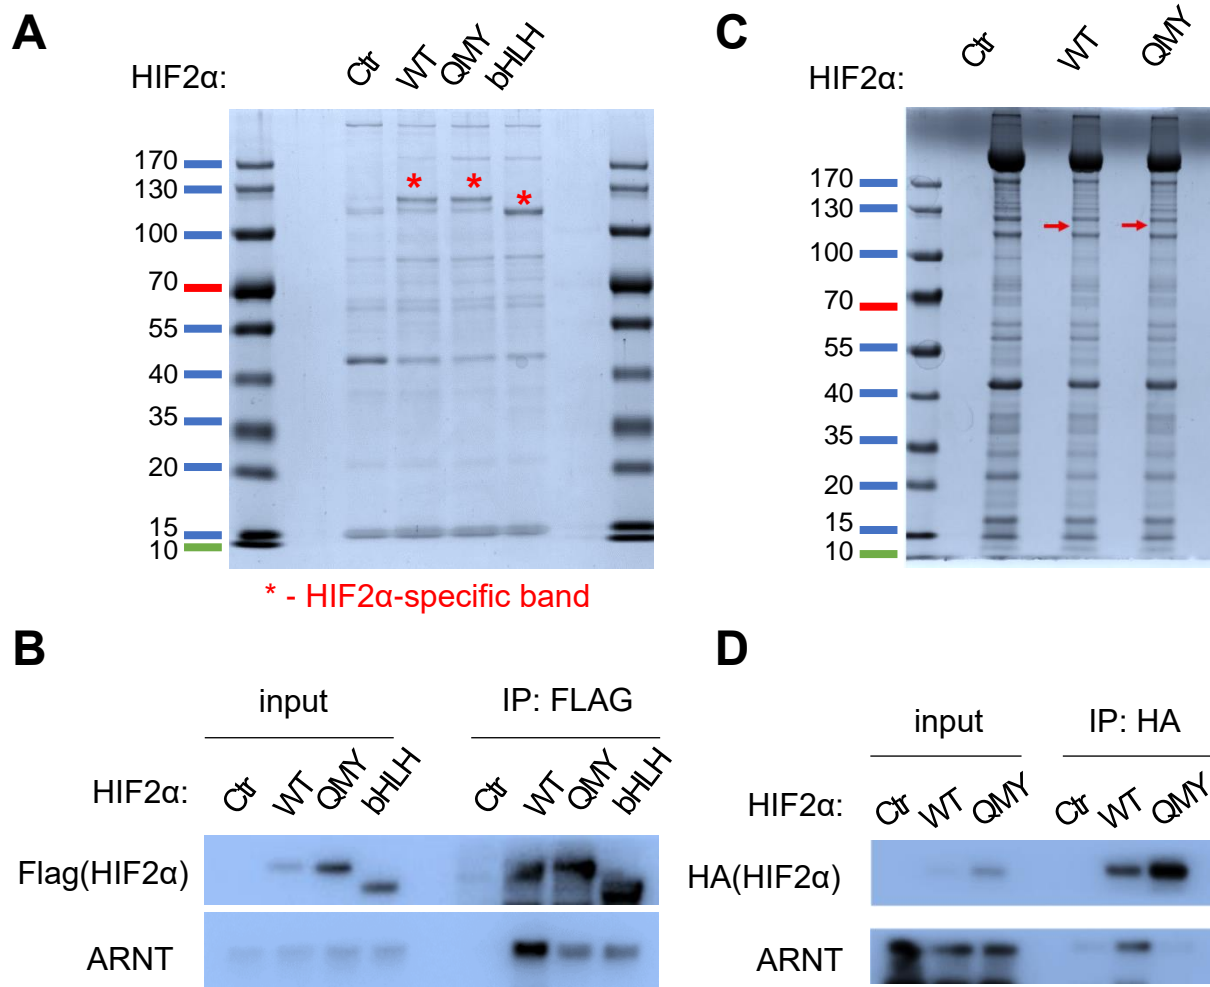 A
HIF2α:
Ctr
WT
QMY
bHLH
170
130
100
70
55
40
35
20
15
10
*
*
*
* - HIF2α-specific band
C
HIF2α:
Ctr
WT
QMY
170
130
100
70
55
40
35
20
15
10
B
input
IP: FLAG
HIF2α:
Ctr
WT
QMY
bHLH
Ctr
WT
QMY
bHLH
Flag(HIF2α)
ARNT
D
input
IP: HA
HIF2α:
Ctr
WT
QMY
Ctr
WT
QMY
HA(HIF2α)
ARNT